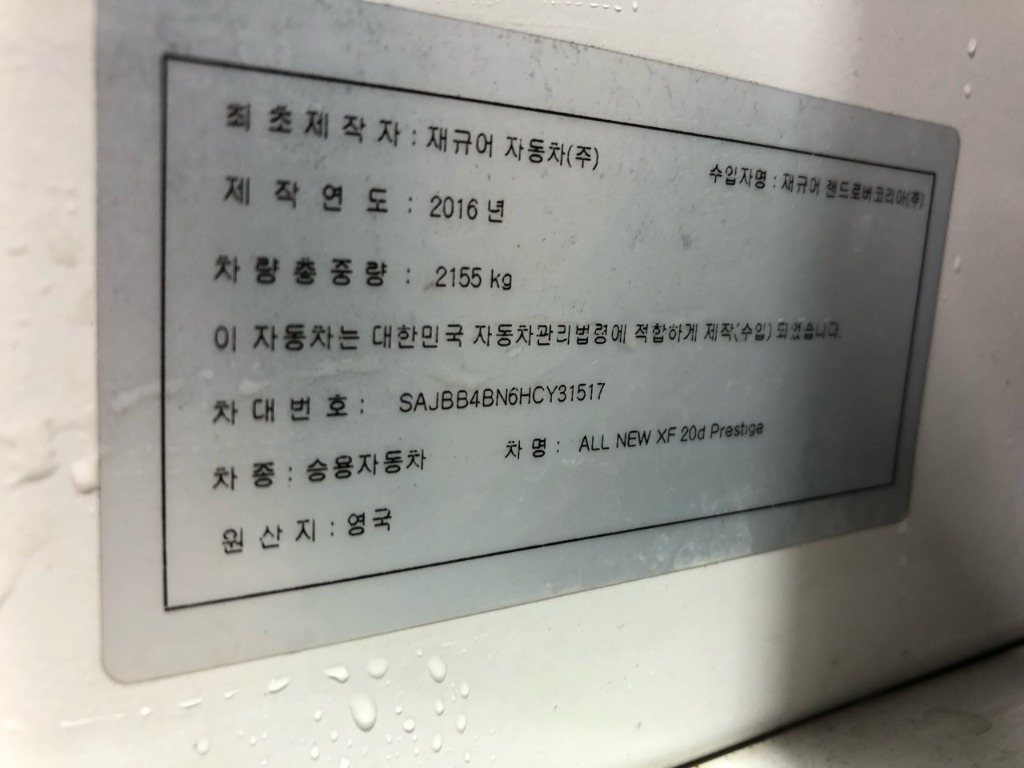 최초제작자 : 재규어 자동차(주)
수입자명 : 재규어 랜드로버코리아(주)
제작연도 : 2016 년
차량총중량 : 2155 kg
이 자동차는 대한민국 자동차관리법령에 적합하게 제작(수입) 되었습니다.
차대번호 : SAJBB4BN6HCY31517
차종 : 승용자동차 차명 : ALL NEW XF 20d Prestige
원산지 : 영국